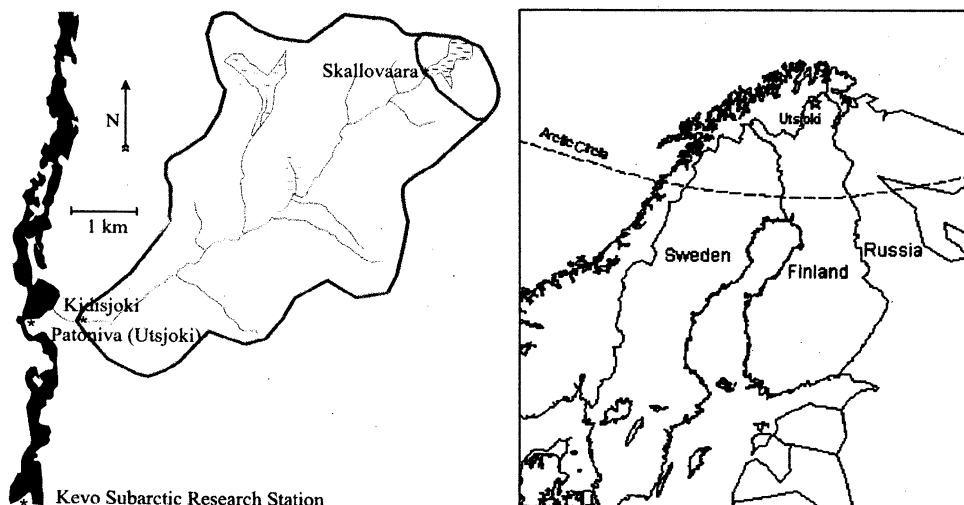 Skallovaara
N
1 km
Kidisjoki
Patoniva (Utsjoki)
Kevo Subarctic Research Station
Utsjoki
Arctic Circle
Sweden
Finland
Russia